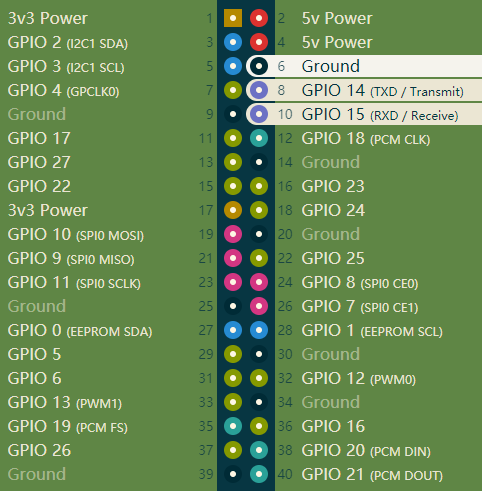 3v3 Power 1 2 5v Power
GPIO 2 (I2C1 SDA) 3 4 5v Power
GPIO 3 (I2C1 SCL) 5 6 Ground
GPIO 4 (GPCLK0) 7 8 GPIO 14 (TXD / Transmit)
Ground 9 10 GPIO 15 (RXD / Receive)
GPIO 17 11 12 GPIO 18 (PCM CLK)
GPIO 27 13 14 Ground
GPIO 22 15 16 GPIO 23
3v3 Power 17 18 GPIO 24
GPIO 10 (SPI0 MOSI) 19 20 Ground
GPIO 9 (SPI0 MISO) 21 22 GPIO 25
GPIO 11 (SPI0 SCLK) 23 24 GPIO 8 (SPI0 CE0)
Ground 25 26 GPIO 7 (SPI0 CE1)
GPIO 0 (EEPROM SDA) 27 28 GPIO 1 (EEPROM SCL)
GPIO 5 29 30 Ground
GPIO 6 31 32 GPIO 12 (PWM0)
GPIO 13 (PWM1) 33 34 Ground
GPIO 19 (PCM FS) 35 36 GPIO 16
GPIO 26 37 38 GPIO 20 (PCM DIN)
Ground 39 40 GPIO 21 (PCM DOUT)